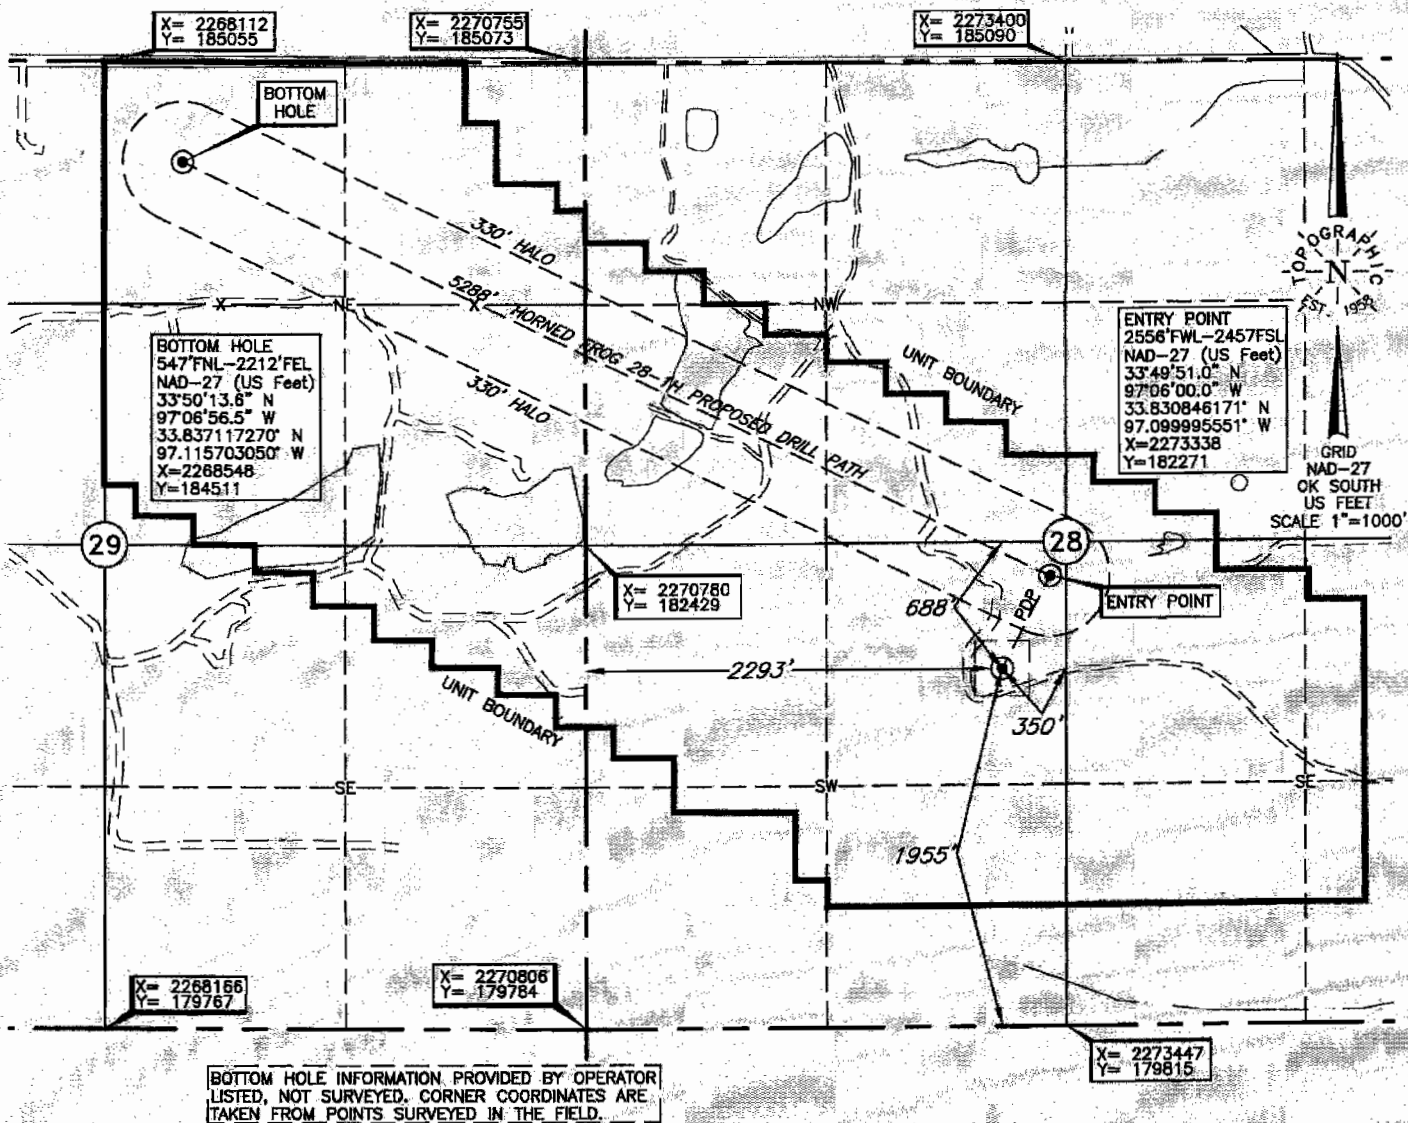 X= 2268112
Y= 185055
X= 2270755
Y= 185073
X= 2273400
Y= 185090
BOTTOM
HOLE
330' HALO
5288' HORNED FROG 28-1H PROPOSED DRILL PATH
330' HALO
X
NE
X
NW
UNIT BOUNDARY
TOPOGRAPHIC
N
EST. 1958
BOTTOM HOLE
547'FNL-2212'FEL
NAD-27 (US Feet)
33°50'13.6" N
97°06'56.5" W
33.837117270° N
97.115703050° W
X=2268548
Y=184511
ENTRY POINT
2556'FWL-2457'FSL
NAD-27 (US Feet)
33°49'51.0" N
97°06'00.0" W
33.830846171° N
97.099995551° W
X=2273338
Y=182271
GRID
NAD-27
OK SOUTH
US FEET
SCALE 1"=1000'
29
28
X= 2270780
Y= 182429
688'
PDP
ENTRY POINT
2293'
350'
UNIT BOUNDARY
SE
SW
SE
1955'
X= 2268166
Y= 179767
X= 2270806
Y= 179784
X= 2273447
Y= 179815
BOTTOM HOLE INFORMATION PROVIDED BY OPERATOR
LISTED, NOT SURVEYED. CORNER COORDINATES ARE
TAKEN FROM POINTS SURVEYED IN THE FIELD.